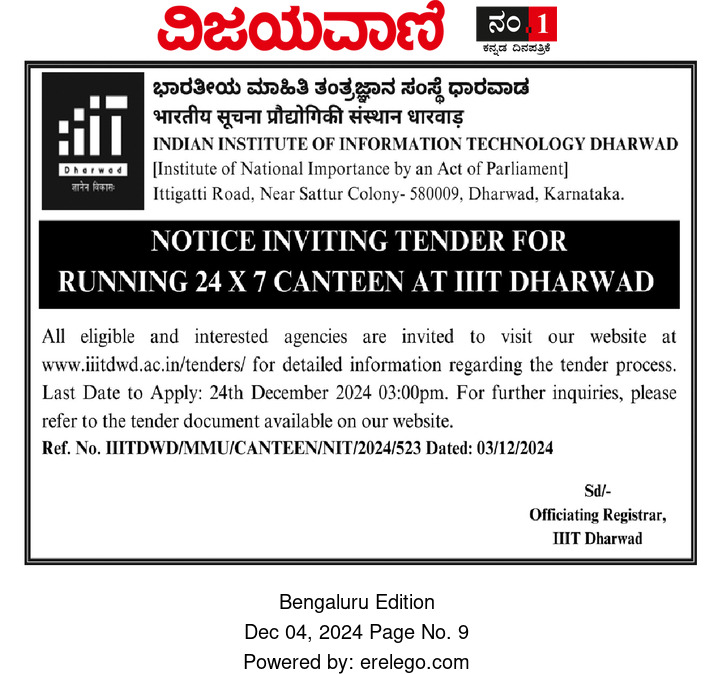 ವಿಜಯವಾಣಿ
ನಂ.1
ಕನ್ನಡ ದಿನಪತ್ರಿಕೆ
ಭಾರತೀಯ ಮಾಹಿತಿ ತಂತ್ರಜ್ಞಾನ ಸಂಸ್ಥೆ ಧಾರವಾಡ
भारतीय सूचना प्रौद्योगिकी संस्थान धारवाड़
INDIAN INSTITUTE OF INFORMATION TECHNOLOGY DHARWAD
[Institute of National Importance by an Act of Parliament]
Ittigatti Road, Near Sattur Colony- 580009, Dharwad, Karnataka.
IIIT
Dharwad
ज्ञानेन विकासः
NOTICE INVITING TENDER FOR
RUNNING 24 X 7 CANTEEN AT IIIT DHARWAD
All eligible and interested agencies are invited to visit our website at
www.iiitdwd.ac.in/tenders/ for detailed information regarding the tender process.
Last Date to Apply: 24th December 2024 03:00pm. For further inquiries, please
refer to the tender document available on our website.
Ref. No. IIITDWD/MMU/CANTEEN/NIT/2024/523 Dated: 03/12/2024
Sd/-
Officiating Registrar,
IIIT Dharwad
Bengaluru Edition
Dec 04, 2024 Page No. 9
Powered by: erelego.com